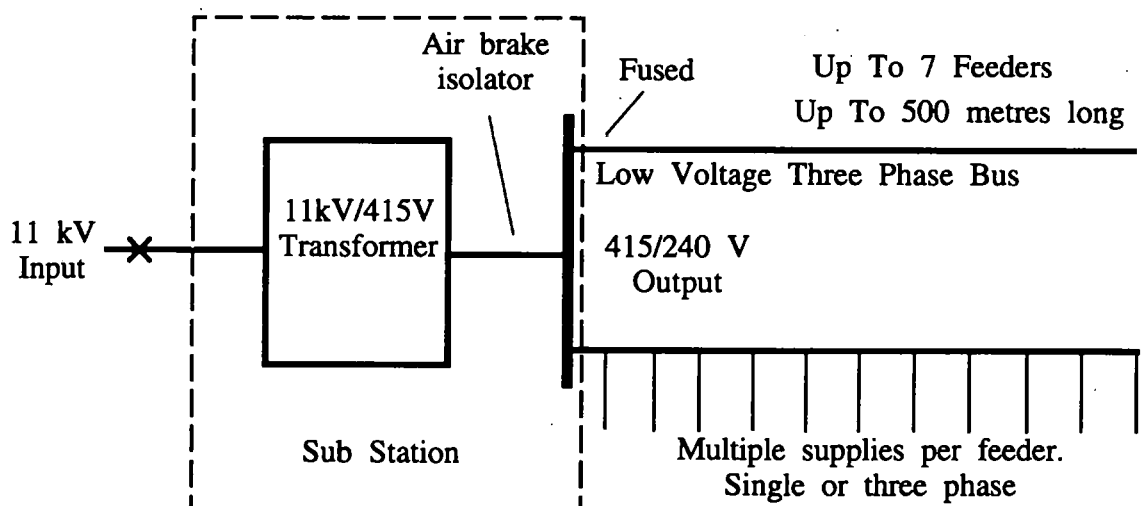 Air brake
isolator
Fused
Up To 7 Feeders
Up To 500 metres long
11kV/415V
Transformer
Low Voltage Three Phase Bus
11 kV
Input
415/240 V
Output
Sub Station
Multiple supplies per feeder.
Single or three phase